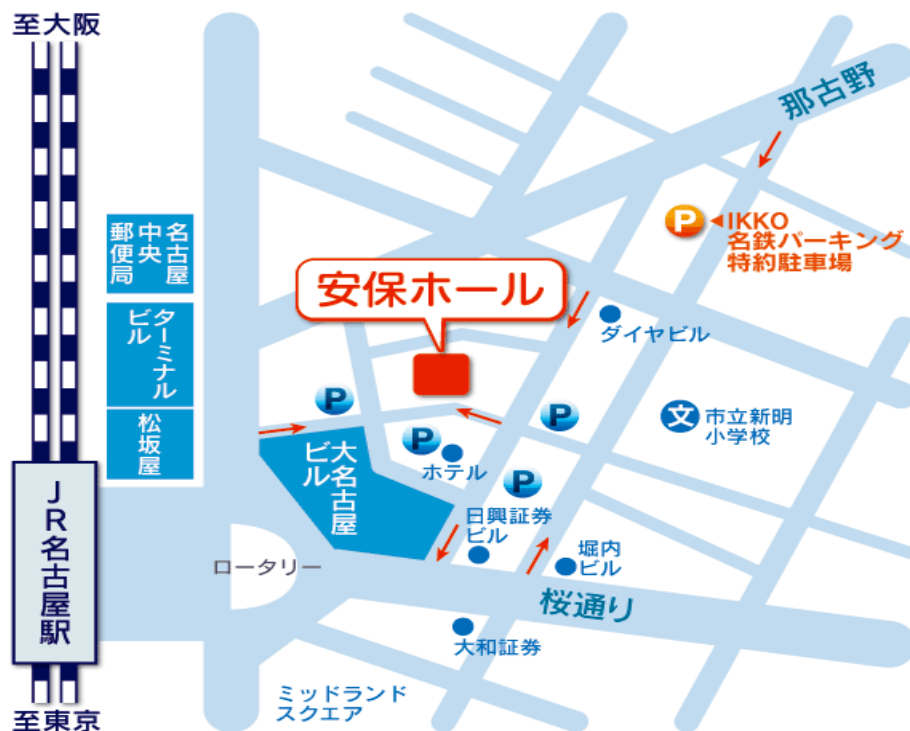 至大阪
那古野
P
IKKO
名鉄パーキング
特約駐車場
名古屋
中央
郵便局
安保ホール
ターミナル
ビル
ダイヤビル
松坂屋
P
P
P
文
市立新明
小学校
大名古屋
ビル
ホテル
P
日興証券
ビル
堀内
ビル
JR名古屋駅
ロータリー
桜通り
大和証券
ミッドランド
スクエア
至東京